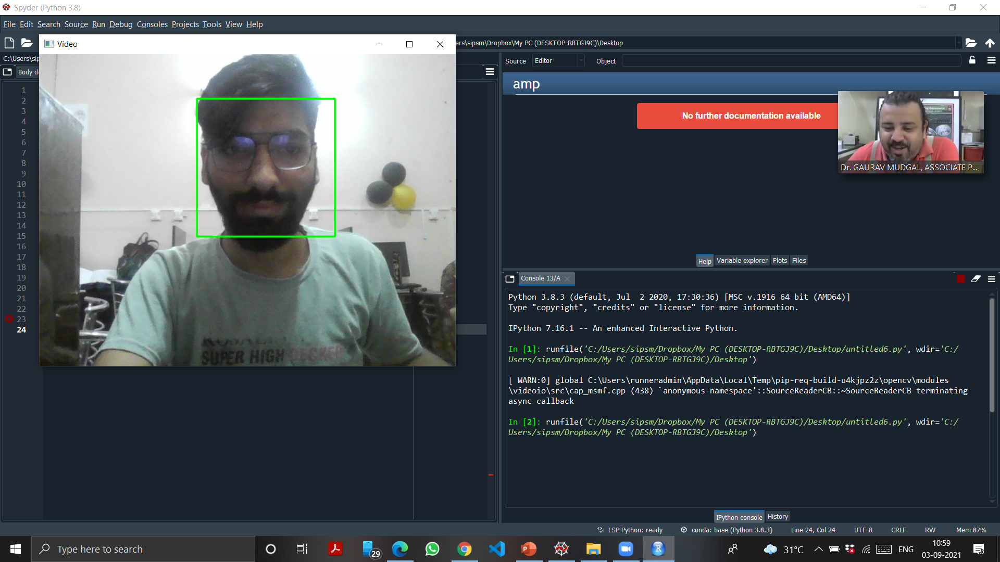 Spyder (Python 3.8)
File Edit Search Source Run Debug Consoles Projects Tools View Help
Video
ers\sipsm\Dropbox\My PC (DESKTOP-RBTGJ9C)\Desktop
C:\Users\sip
Source Editor Object
Body d
amp
No further documentation available
Dr. GAURAV MUDGAL, ASSOCIATE P...
1
2
3
4
5
6
7
8
9
10
11
12
13
14
15
16
17
18
19
20
21
22
23
24
SUPER HIGH DECKER
Help Variable explorer Plots Files
Console 13/A
Python 3.8.3 (default, Jul  2 2020, 17:30:36) [MSC v.1916 64 bit (AMD64)]
Type "copyright", "credits" or "license" for more information.
IPython 7.16.1 -- An enhanced Interactive Python.
In [1]: runfile('C:/Users/sipsm/Dropbox/My PC (DESKTOP-RBTGJ9C)/Desktop/untitled6.py', wdir='C:/
Users/sipsm/Dropbox/My PC (DESKTOP-RBTGJ9C)/Desktop')
[ WARN:0] global C:\Users\runneradmin\AppData\Local\Temp\pip-req-build-u4kjpz2z\opencv\modules
\videoio\src\cap_msmf.cpp (438) `anonymous-namespace'::SourceReaderCB::~SourceReaderCB terminating
async callback
In [2]: runfile('C:/Users/sipsm/Dropbox/My PC (DESKTOP-RBTGJ9C)/Desktop/untitled6.py', wdir='C:/
Users/sipsm/Dropbox/My PC (DESKTOP-RBTGJ9C)/Desktop')
IPython console History
LSP Python: ready conda: base (Python 3.8.3) Line 24, Col 24 UTF-8 CRLF RW Mem 87%
Type here to search
29
31°C
ENG
10:59
03-09-2021